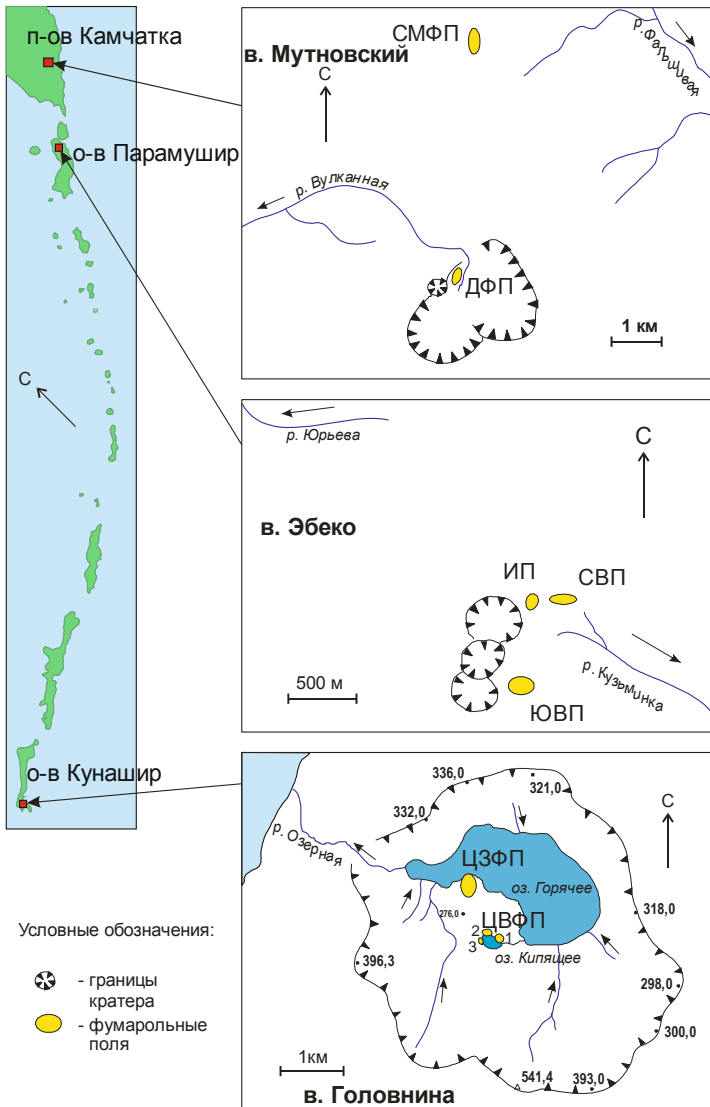 п-ов Камчатка
о-в Парамушир
С
о-в Кунашир
Условные обозначения:
- границы
кратера
- фумарольные
поля
СМФП
в. Мутновский
С
р. Фальшивая
р. Вулканная
ДФП
1 км
р. Юрьева
С
в. Эбеко
ИП
СВП
500 м
ЮВП
р. Кузьминка
336,0
321,0
332,0
С
р. Озерная
ЦЗФП
оз. Горячее
276,0
ЦВФП
318,0
2
1
3
оз. Кипящее
396,3
298,0
300,0
1км
541,4
393,0
в. Головнина